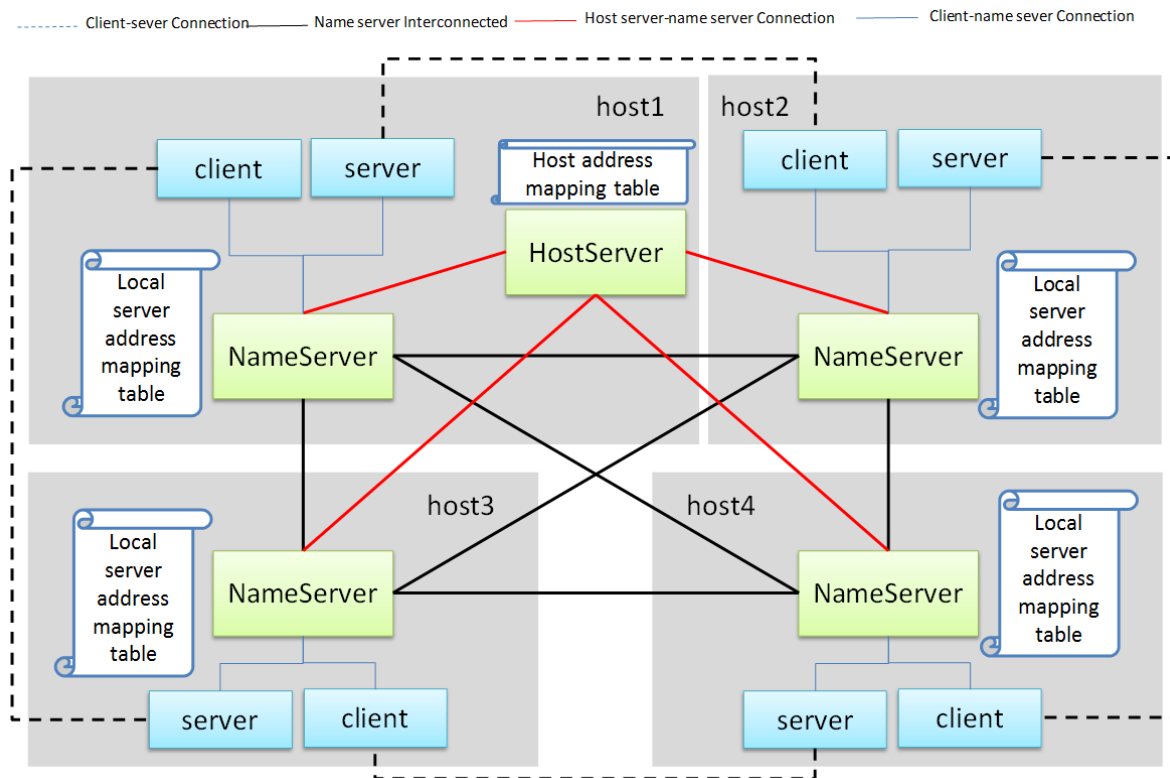 Client-sever Connection
Name server Interconnected
Host server-name server Connection
Client-name sever Connection
host1
host2
client
server
Host address
mapping table
client
server
HostServer
Local
server
address
mapping
table
NameServer
NameServer
Local
server
address
mapping
table
host3
host4
Local
server
address
mapping
table
NameServer
NameServer
Local
server
address
mapping
table
server
client
server
client